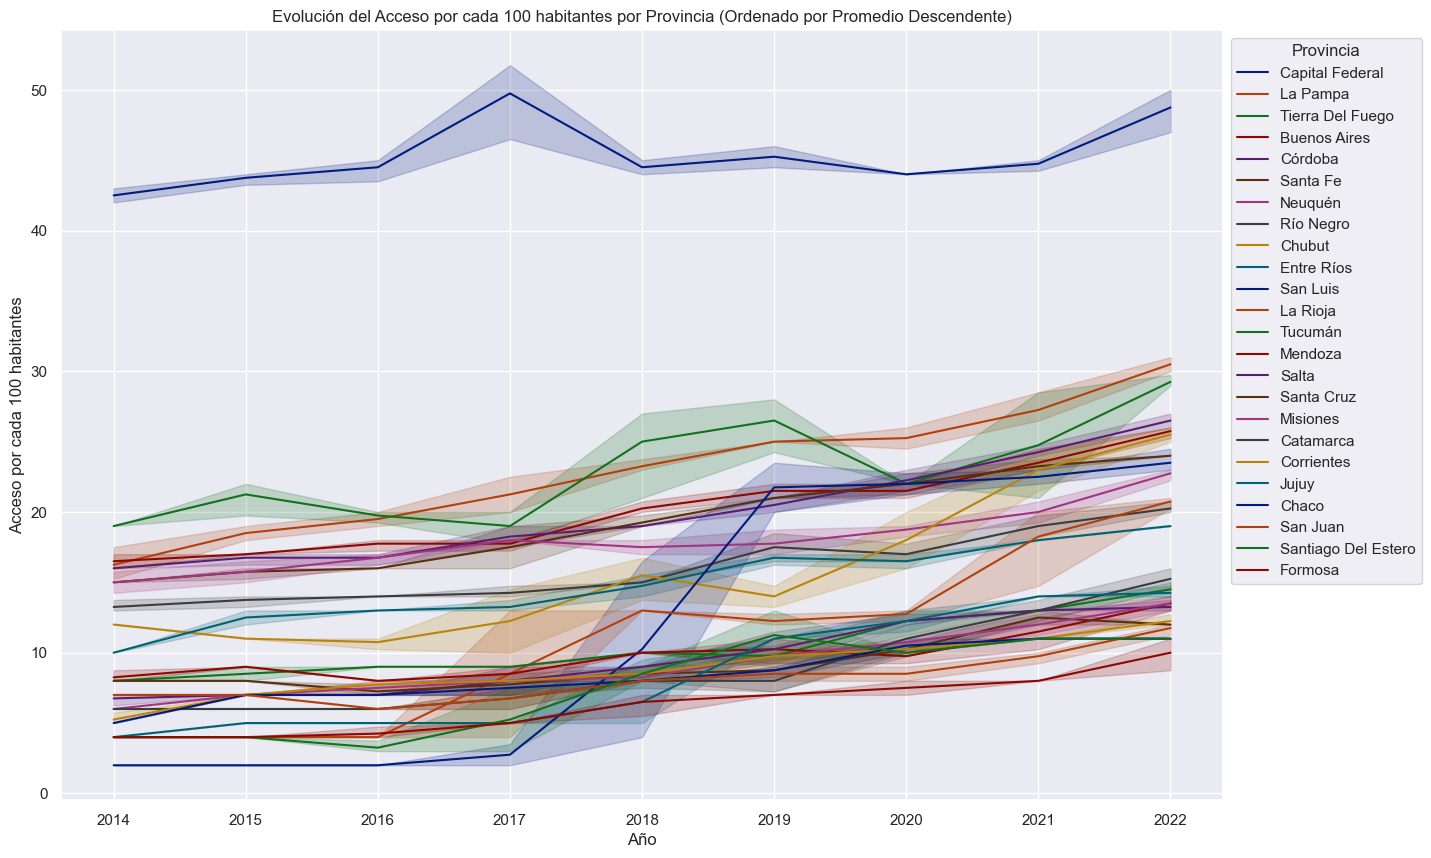 Evolución del Acceso por cada 100 habitantes por Provincia (Ordenado por Promedio Descendente)
Acceso por cada 100 habitantes
50
40
30
20
10
0
2014 2015 2016 2017 2018 2019 2020 2021 2022
Año
Provincia
Capital Federal
La Pampa
Tierra Del Fuego
Buenos Aires
Córdoba
Santa Fe
Neuquén
Río Negro
Chubut
Entre Ríos
San Luis
La Rioja
Tucumán
Mendoza
Salta
Santa Cruz
Misiones
Catamarca
Corrientes
Jujuy
Chaco
San Juan
Santiago Del Estero
Formosa